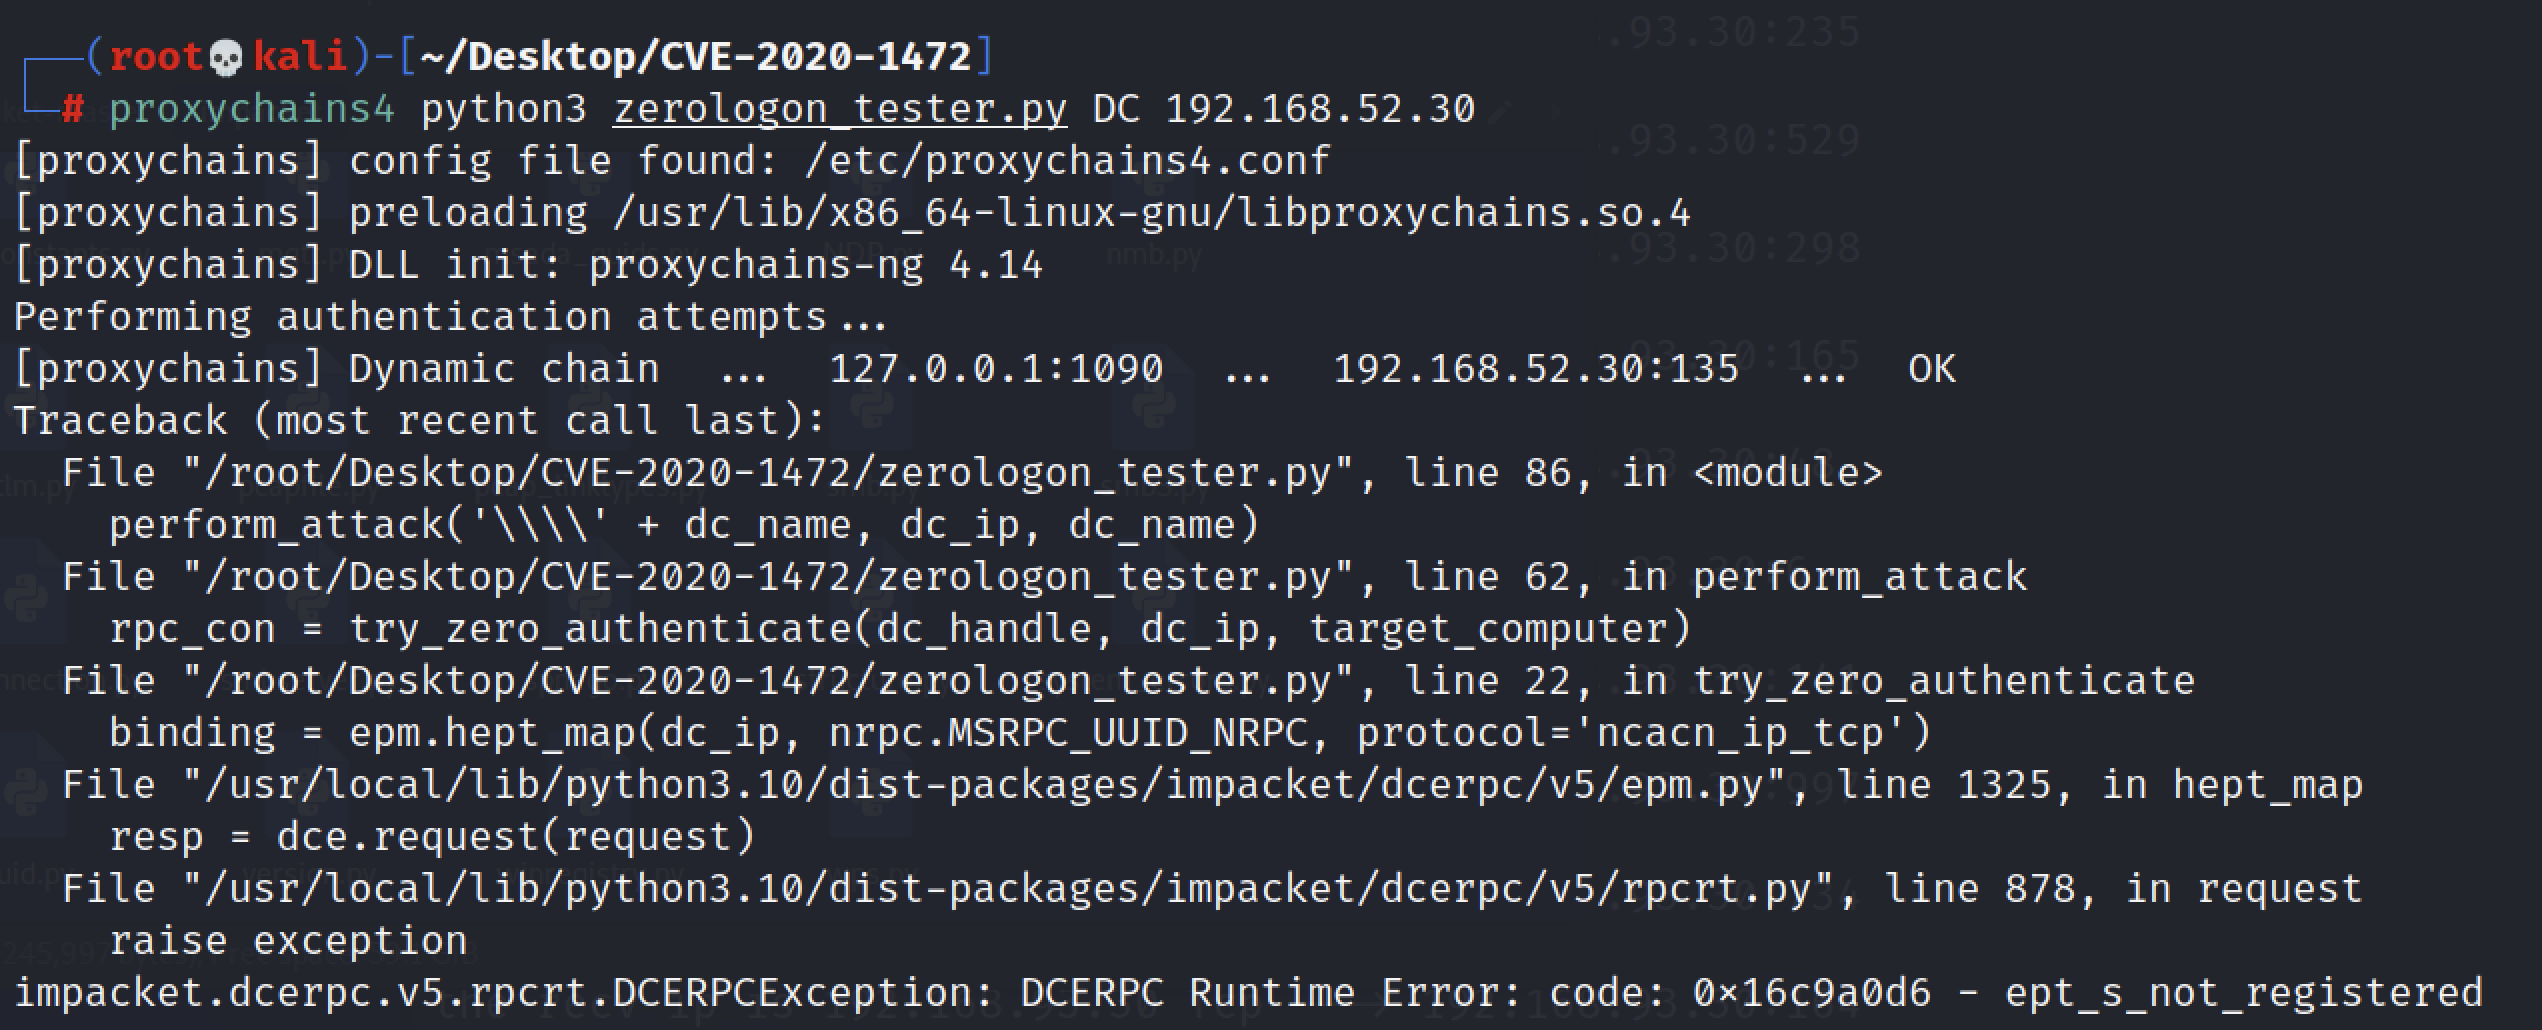 (root💀kali)-[~/Desktop/CVE-2020-1472]
# proxychains4 python3 zerologon_tester.py DC 192.168.52.30
[proxychains] config file found: /etc/proxychains4.conf
[proxychains] preloading /usr/lib/x86_64-linux-gnu/libproxychains.so.4
[proxychains] DLL init: proxychains-ng 4.14
Performing authentication attempts...
[proxychains] Dynamic chain  ...  127.0.0.1:1090  ...  192.168.52.30:135  ...  OK
Traceback (most recent call last):
  File "/root/Desktop/CVE-2020-1472/zerologon_tester.py", line 86, in <module>
    perform_attack('\\\\' + dc_name, dc_ip, dc_name)
  File "/root/Desktop/CVE-2020-1472/zerologon_tester.py", line 62, in perform_attack
    rpc_con = try_zero_authenticate(dc_handle, dc_ip, target_computer)
  File "/root/Desktop/CVE-2020-1472/zerologon_tester.py", line 22, in try_zero_authenticate
    binding = epm.hept_map(dc_ip, nrpc.MSRPC_UUID_NRPC, protocol='ncacn_ip_tcp')
  File "/usr/local/lib/python3.10/dist-packages/impacket/dcerpc/v5/epm.py", line 1325, in hept_map
    resp = dce.request(request)
  File "/usr/local/lib/python3.10/dist-packages/impacket/dcerpc/v5/rpcrt.py", line 878, in request
    raise exception
impacket.dcerpc.v5.rpcrt.DCERPCException: DCERPC Runtime Error: code: 0×16c9a0d6 - ept_s_not_registered